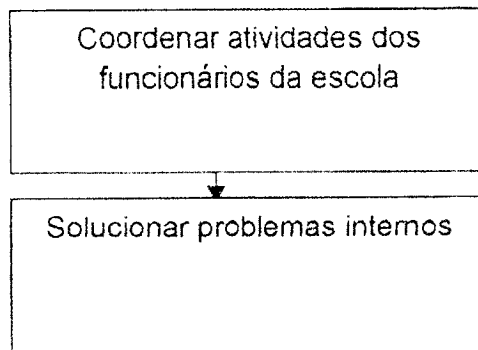 Coordenar atividades dos
funcionários da escola
Solucionar problemas internos